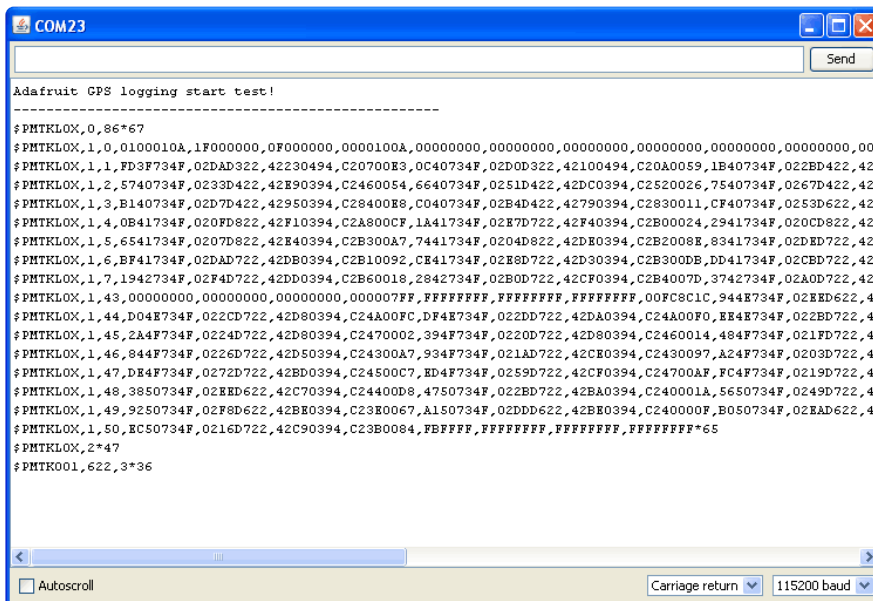 COM23
Send
Adafruit GPS logging start test!
----------------------------------------------------
$PMTKLOX,0,86*67
$PMTKLOX,1,0,0100010A,1F000000,0F000000,0000100A,00000000,00000000,00000000,00000000,00000000,00000000,00
$PMTKLOX,1,1,FD3F734F,02DAD322,42230494,C20700E3,0C40734F,02D0D322,42100494,C20A0059,1B40734F,022BD422,42
$PMTKLOX,1,2,5740734F,0233D422,42E90394,C2460054,6640734F,0251D422,42DC0394,C2520026,7540734F,0267D422,42
$PMTKLOX,1,3,B140734F,02D7D422,42950394,C28400E8,C040734F,02B4D422,42790394,C2830011,CF40734F,0253D622,42
$PMTKLOX,1,4,0B41734F,020FD822,42F10394,C2A800CF,1A41734F,02E7D722,42F40394,C2B00024,2941734F,020CD822,42
$PMTKLOX,1,5,6541734F,0207D822,42E40394,C2B300A7,7441734F,0204D822,42DE0394,C2B2008E,8341734F,02DED722,42
$PMTKLOX,1,6,BF41734F,02DAD722,42DB0394,C2B10092,CE41734F,02E8D722,42D30394,C2B300DB,DD41734F,02CBD722,42
$PMTKLOX,1,7,1942734F,02F4D722,42DD0394,C2B60018,2842734F,02B0D722,42CF0394,C2B4007D,3742734F,02A0D722,42
$PMTKLOX,1,43,00000000,00000000,00000000,000007FF,FFFFFFFF,FFFFFFFF,FFFFFFFF,00FC8C1C,944E734F,02EED622,4
$PMTKLOX,1,44,D04E734F,022CD722,42D80394,C24A00FC,DF4E734F,022DD722,42DA0394,C24A00F0,EE4E734F,022BD722,4
$PMTKLOX,1,45,2A4F734F,0224D722,42D80394,C2470002,394F734F,0220D722,42D80394,C2460014,484F734F,021FD722,4
$PMTKLOX,1,46,844F734F,0226D722,42D50394,C24300A7,934F734F,021AD722,42CE0394,C2430097,A24F734F,0203D722,4
$PMTKLOX,1,47,DE4F734F,0272D722,42BD0394,C24500C7,ED4F734F,0259D722,42CF0394,C24700AF,FC4F734F,0219D722,4
$PMTKLOX,1,48,3850734F,02EED622,42C70394,C24400D8,4750734F,022BD722,42BA0394,C240001A,5650734F,0249D722,4
$PMTKLOX,1,49,9250734F,02F8D622,42BE0394,C23E0067,A150734F,02DDD622,42BE0394,C240000F,B050734F,02EAD622,4
$PMTKLOX,1,50,EC50734F,0216D722,42C90394,C23B0084,FBFFFF,FFFFFFFF,FFFFFFFF,FFFFFFFF*65
$PMTKLOX,2*47
$PMTK001,622,3*36
Autoscroll
Carriage return
115200 baud